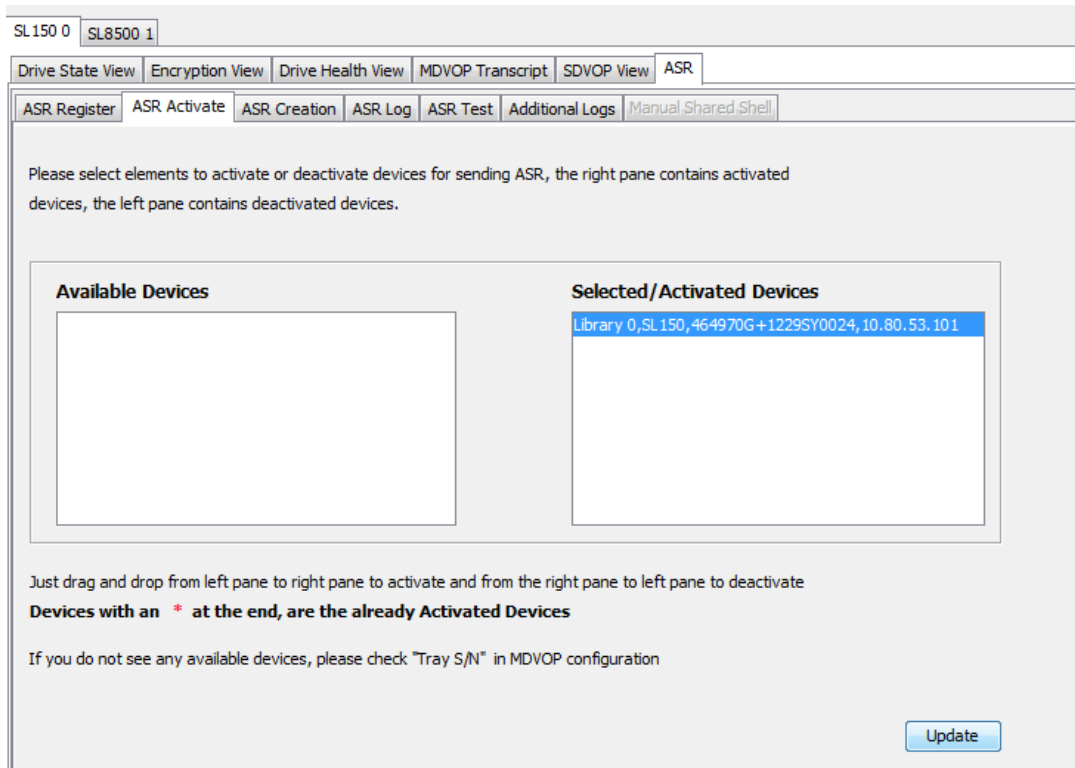 SL150 0 SL8500 1
Drive State View Encryption View Drive Health View MDVOP Transcript SDVOP View ASR
ASR Register ASR Activate ASR Creation ASR Log ASR Test Additional Logs Manual Shared Shell
Please select elements to activate or deactivate devices for sending ASR, the right pane contains activated
devices, the left pane contains deactivated devices.
Available Devices Selected/Activated Devices
Library 0,SL150,464970G+1229SY0024,10.80.53.101
Just drag and drop from left pane to right pane to activate and from the right pane to left pane to deactivate
Devices with an * at the end, are the already Activated Devices
If you do not see any available devices, please check "Tray S/N" in MDVOP configuration
Update